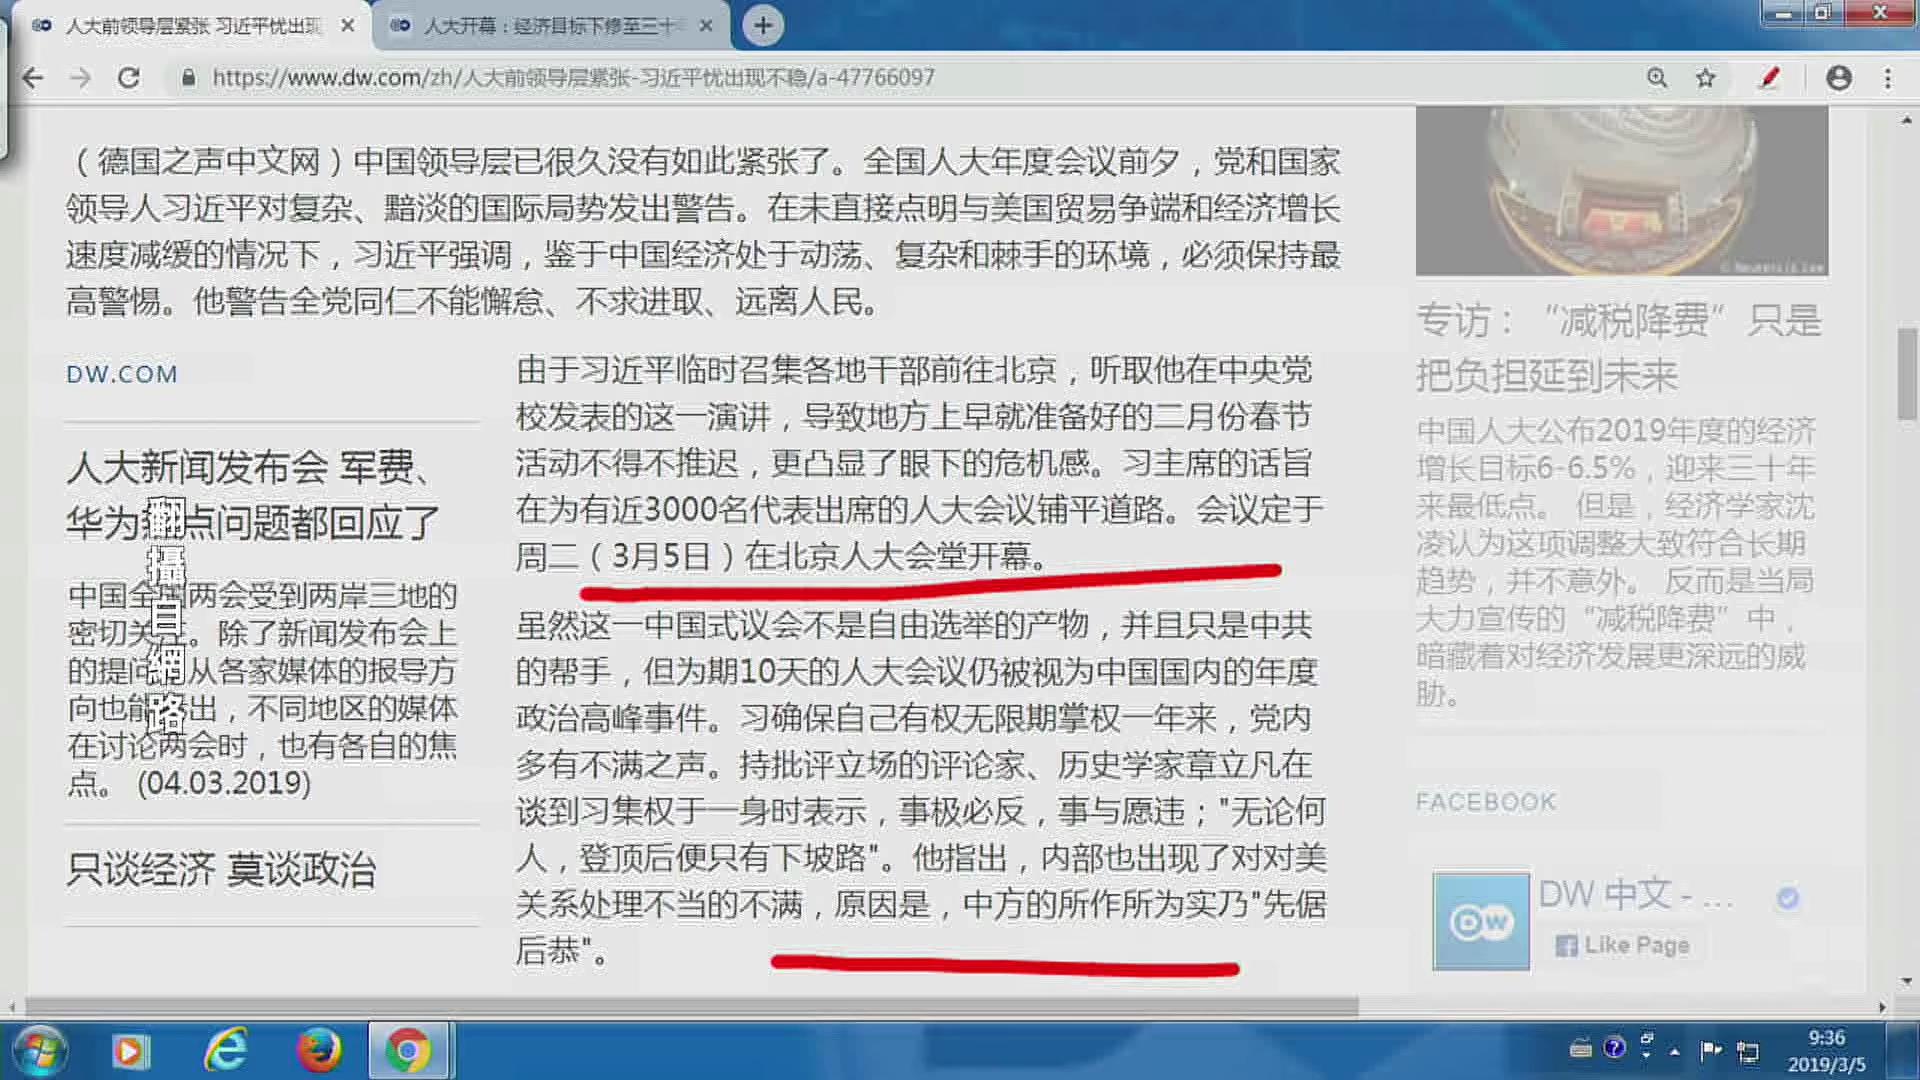 人大前领导层紧张 习近平忧出现
人大开幕：经济目标下修至三十
https://www.dw.com/zh/人大前领导层紧张-习近平忧出现不稳/a-47766097
（德国之声中文网）中国领导层已很久没有如此紧张了。全国人大年度会议前夕，党和国家
领导人习近平对复杂、黯淡的国际局势发出警告。在未直接点明与美国贸易争端和经济增长
速度减缓的情况下，习近平强调，鉴于中国经济处于动荡、复杂和棘手的环境，必须保持最
高警惕。他警告全党同仁不能懈怠、不求进取、远离人民。
DW.COM
人大新闻发布会 军费、
华为 点问题都回应了
中国全 两会受到两岸三地的
密切关 。除了新闻发布会上
的提问 从各家媒体的报导方
向也能 出，不同地区的媒体
在讨论两会时，也有各自的焦
点。 (04.03.2019)
只谈经济 莫谈政治
翻攝自網路
由于习近平临时召集各地干部前往北京，听取他在中央党
校发表的这一演讲，导致地方上早就准备好的二月份春节
活动不得不推迟，更凸显了眼下的危机感。习主席的话旨
在为有近3000名代表出席的人大会议铺平道路。会议定于
周二（3月5日）在北京人大会堂开幕。
虽然这一中国式议会不是自由选举的产物，并且只是中共
的帮手，但为期10天的人大会议仍被视为中国国内的年度
政治高峰事件。习确保自己有权无限期掌权一年来，党内
多有不满之声。持批评立场的评论家、历史学家章立凡在
谈到习集权于一身时表示，事极必反，事与愿违；"无论何
人，登顶后便只有下坡路"。他指出，内部也出现了对对美
关系处理不当的不满，原因是，中方的所作所为实乃"先倨
后恭"。
专访：“减税降费”只是
把负担延到未来
中国人大公布2019年度的经济
增长目标6-6.5%，迎来三十年
来最低点。 但是，经济学家沈
凌认为这项调整大致符合长期
趋势，并不意外。 反而是当局
大力宣传的“减税降费”中，
暗藏着对经济发展更深远的威
胁。
FACEBOOK
DW
DW 中文 - ...
Like Page
9:36
2019/3/5